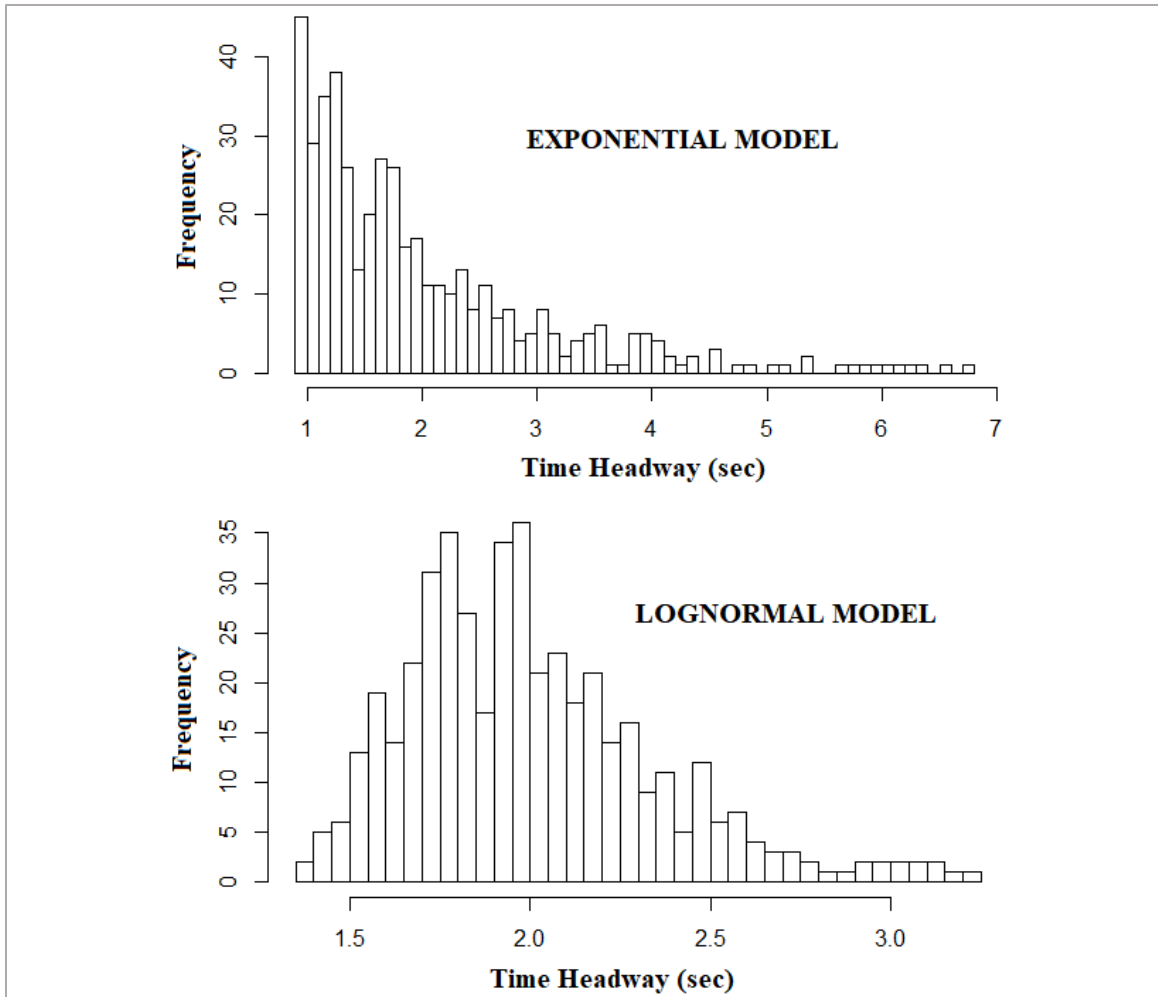 40
30
20
10
0
Frequency
EXPONENTIAL MODEL
1 2 3 4 5 6 7
Time Headway (sec)
35
30
25
20
15
10
5
0
Frequency
LOGNORMAL MODEL
1.5 2.0 2.5 3.0
Time Headway (sec)